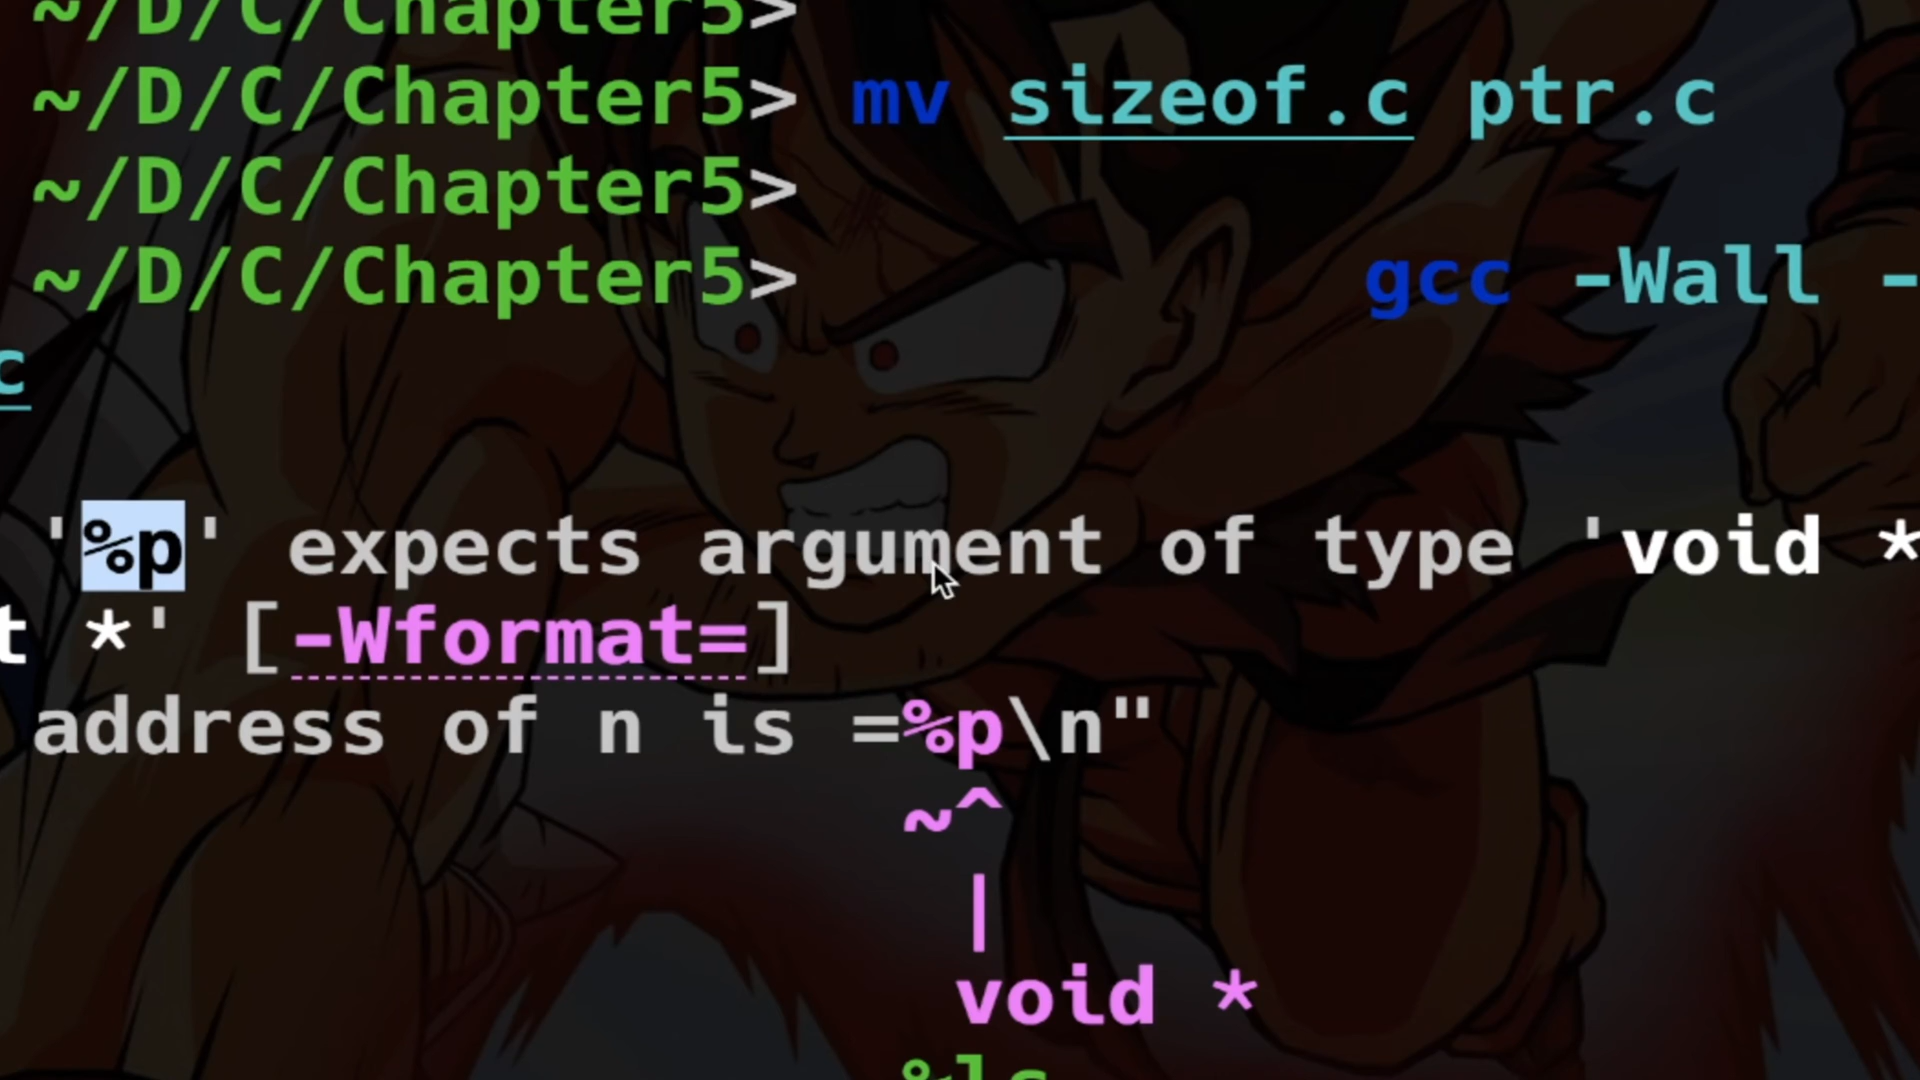 ~/D/C/Chapter5>
~/D/C/Chapter5> mv sizeof.c ptr.c
~/D/C/Chapter5>
~/D/C/Chapter5> gcc -Wall -
c
'%p' expects argument of type 'void *
t *' [-Wformat=]
address of n is =%p\n"
~^
|
void *
%ls